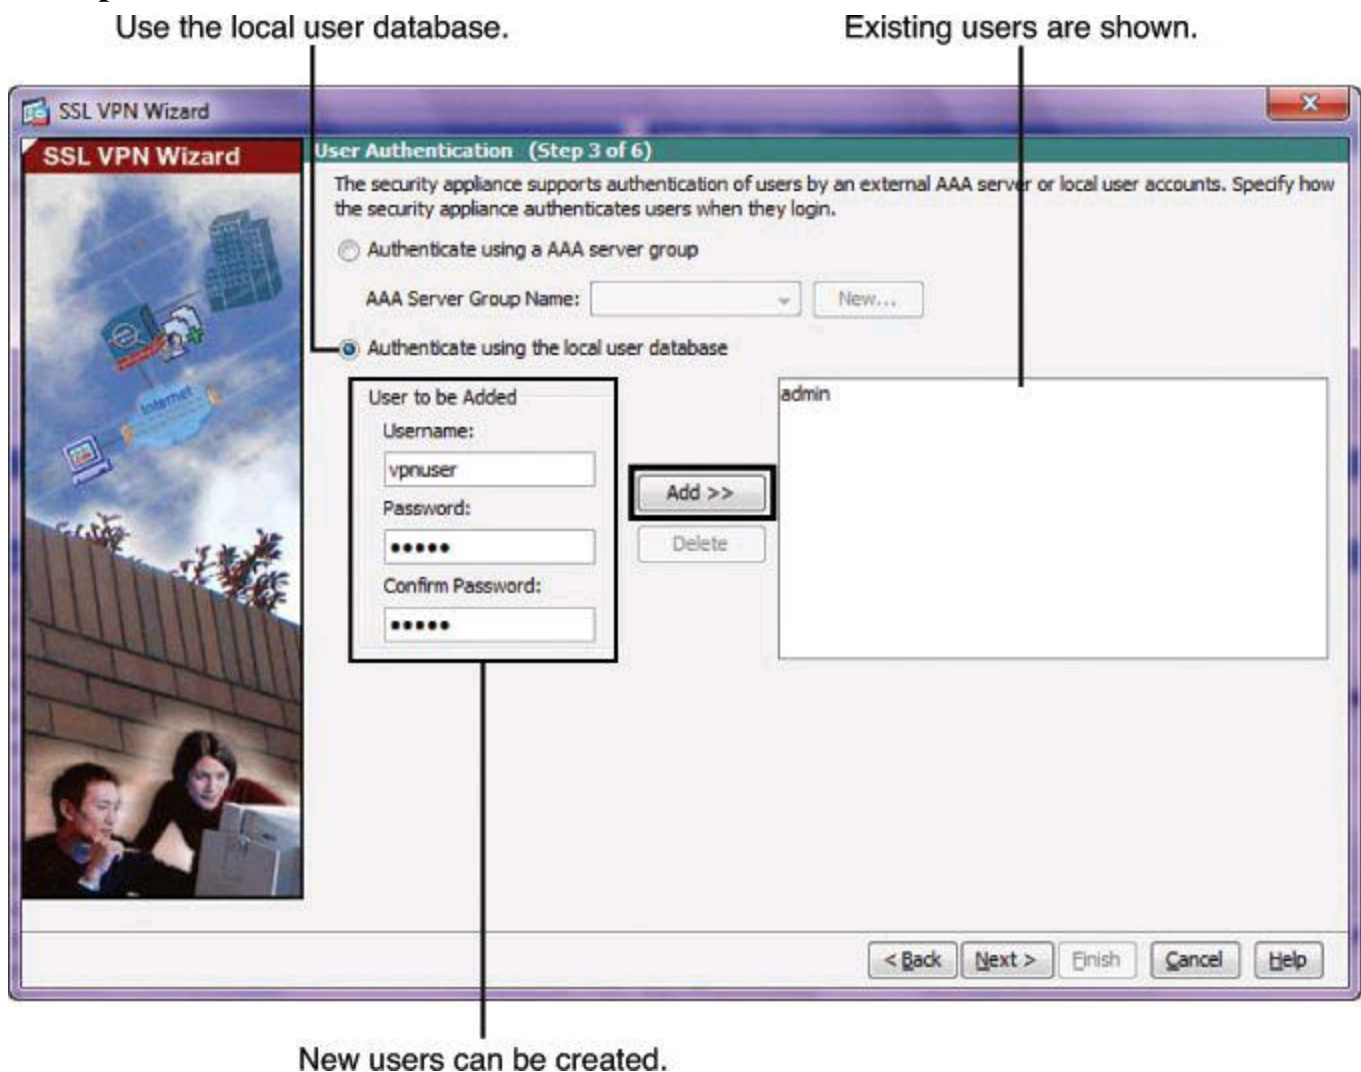 Use the local user database.
Existing users are shown.
SSL VPN Wizard
SSL VPN Wizard
User Authentication (Step 3 of 6)
The security appliance supports authentication of users by an external AAA server or local user accounts. Specify how
the security appliance authenticates users when they login.
Authenticate using a AAA server group
AAA Server Group Name:
New...
Authenticate using the local user database
User to be Added
admin
Username:
vpnuser
Add >>
Password:
•••••
Delete
Confirm Password:
•••••
Internet
< Back
Next >
Finish
Cancel
Help
New users can be created.